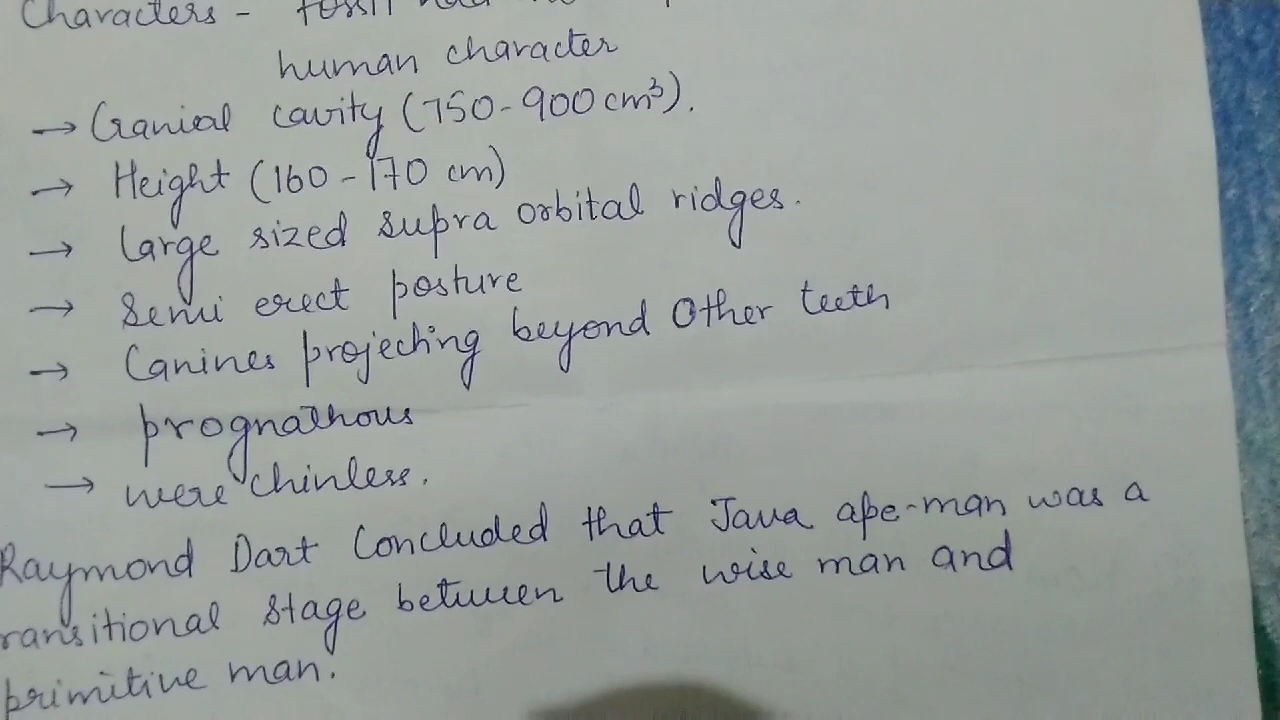 Characters - fossil had
human character
→ Cranial cavity (750-900 cm³).
→ Height (160-170 cm)
→ Large sized supra orbital ridges.
→ Semi erect posture
→ Canines projecting beyond other teeth
→ prognathous
→ were chinless.
Raymond Dart Concluded that Java ape-man was a
ransitional stage between the wise man and
primitive man.